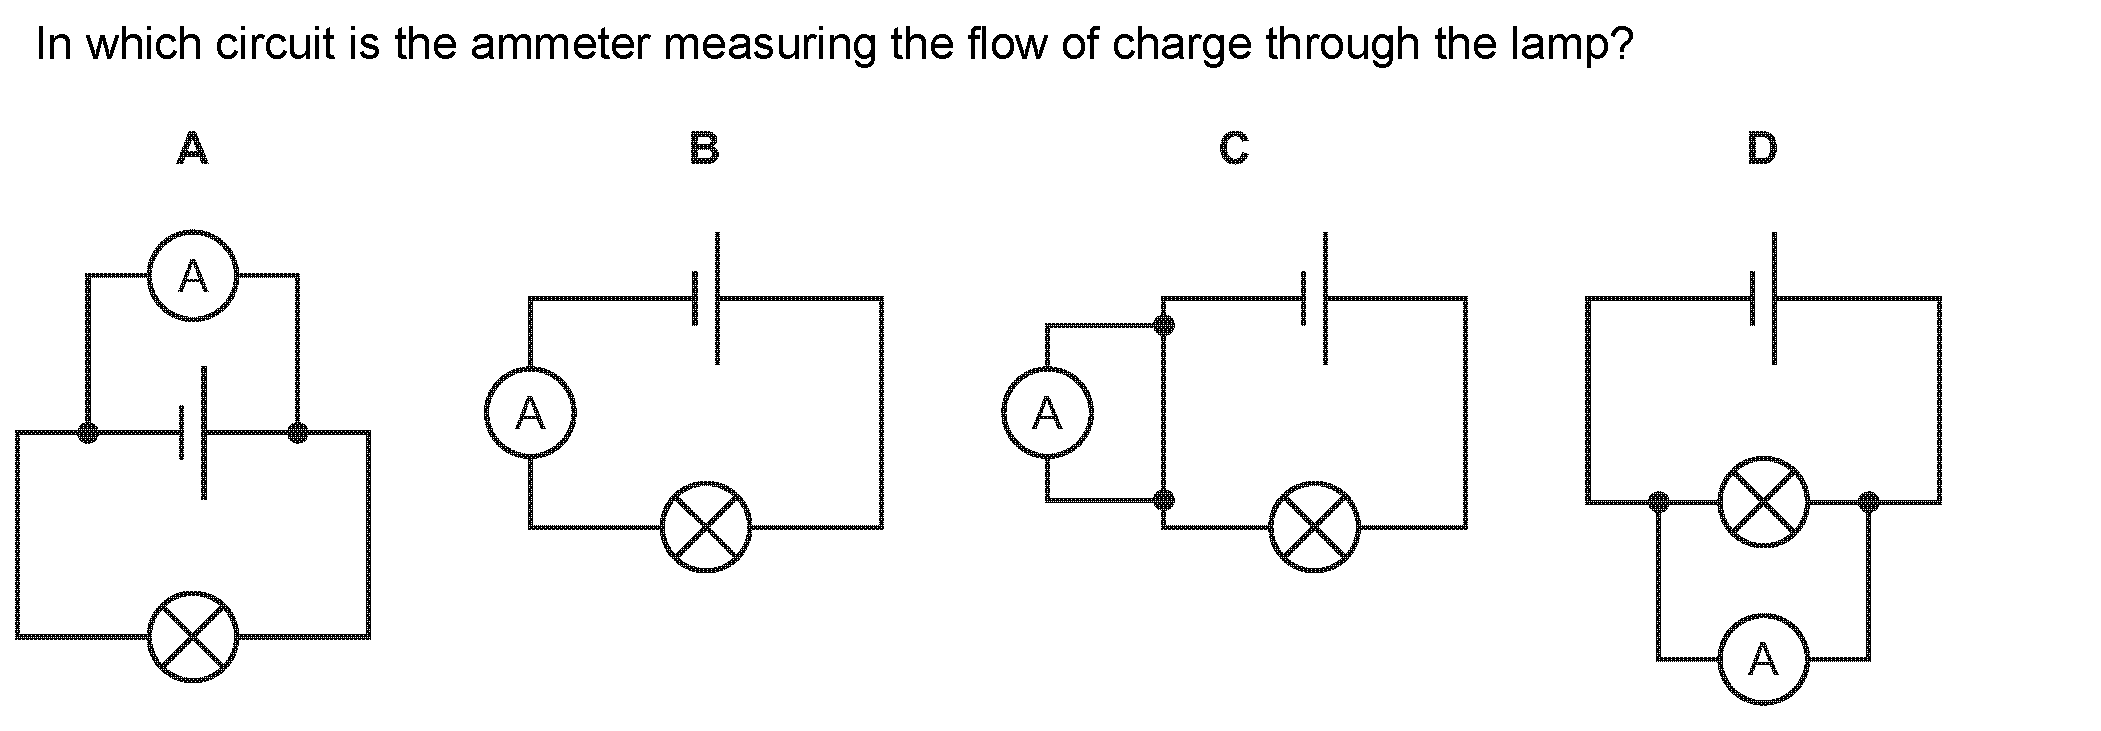 In which circuit is the ammeter measuring the flow of charge through the lamp?
A B C D
A
A
A
A